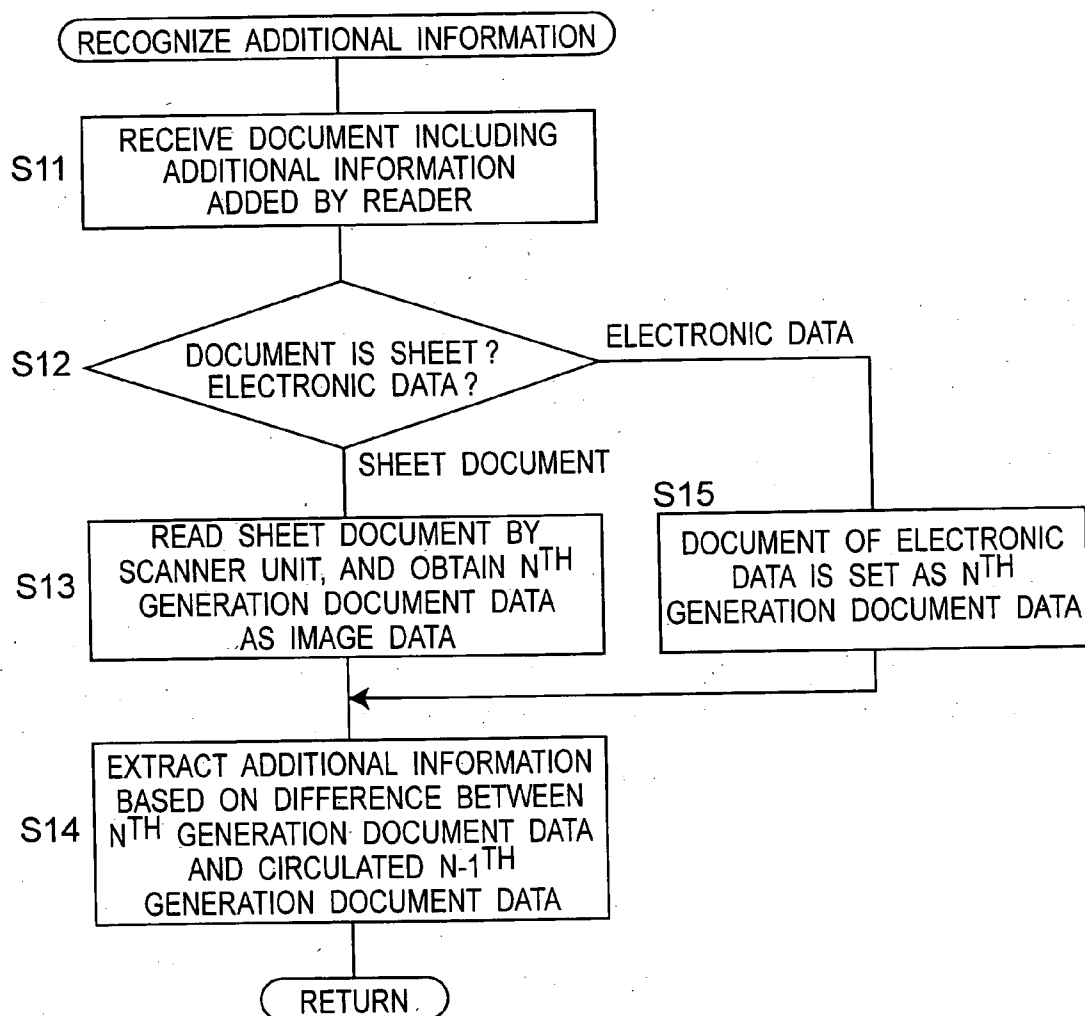 RECOGNIZE ADDITIONAL INFORMATION
S11
RECEIVE DOCUMENT INCLUDING
ADDITIONAL INFORMATION
ADDED BY READER
S12
DOCUMENT IS SHEET?
ELECTRONIC DATA?
ELECTRONIC DATA
SHEET DOCUMENT
S13
READ SHEET DOCUMENT BY
SCANNER UNIT, AND OBTAIN NTH
GENERATION DOCUMENT DATA
AS IMAGE DATA
S15
DOCUMENT OF ELECTRONIC
DATA IS SET AS NTH
GENERATION DOCUMENT DATA
S14
EXTRACT ADDITIONAL INFORMATION
BASED ON DIFFERENCE BETWEEN
NTH GENERATION DOCUMENT DATA
AND CIRCULATED N-1TH
GENERATION DOCUMENT DATA
RETURN